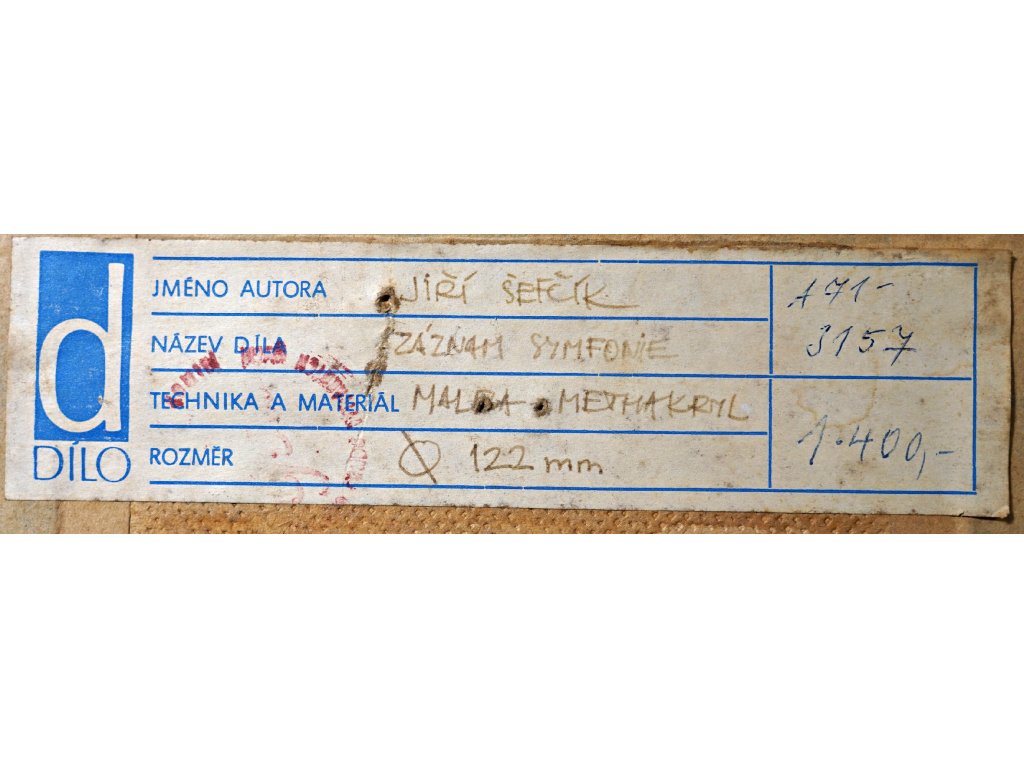 d
DÍLO
JMÉNO AUTORA JIŘÍ ŠEFČÍK
NÁZEV DÍLA ZÁZNAM SYMFONIE
TECHNIKA A MATERIÁL MALBA METHAKRYL
ROZMĚR Ø 122 mm
A 71-
3157
1.400,-